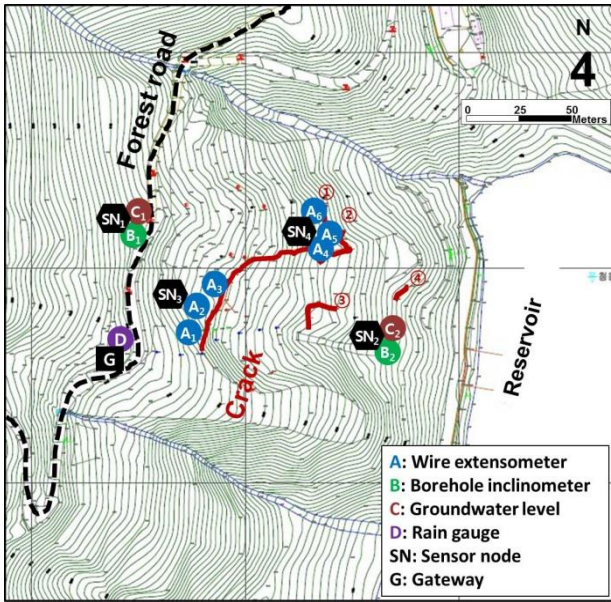 N
4
0 25 50
Meters
Forest road
SN1 C1
B1
① A6
SN4 A5 ②
A4
SN3 A3
A2
A1
④
③
SN2 C2
B2
D
G
Crack
Reservoir
A: Wire extensometer
B: Borehole inclinometer
C: Groundwater level
D: Rain gauge
SN: Sensor node
G: Gateway